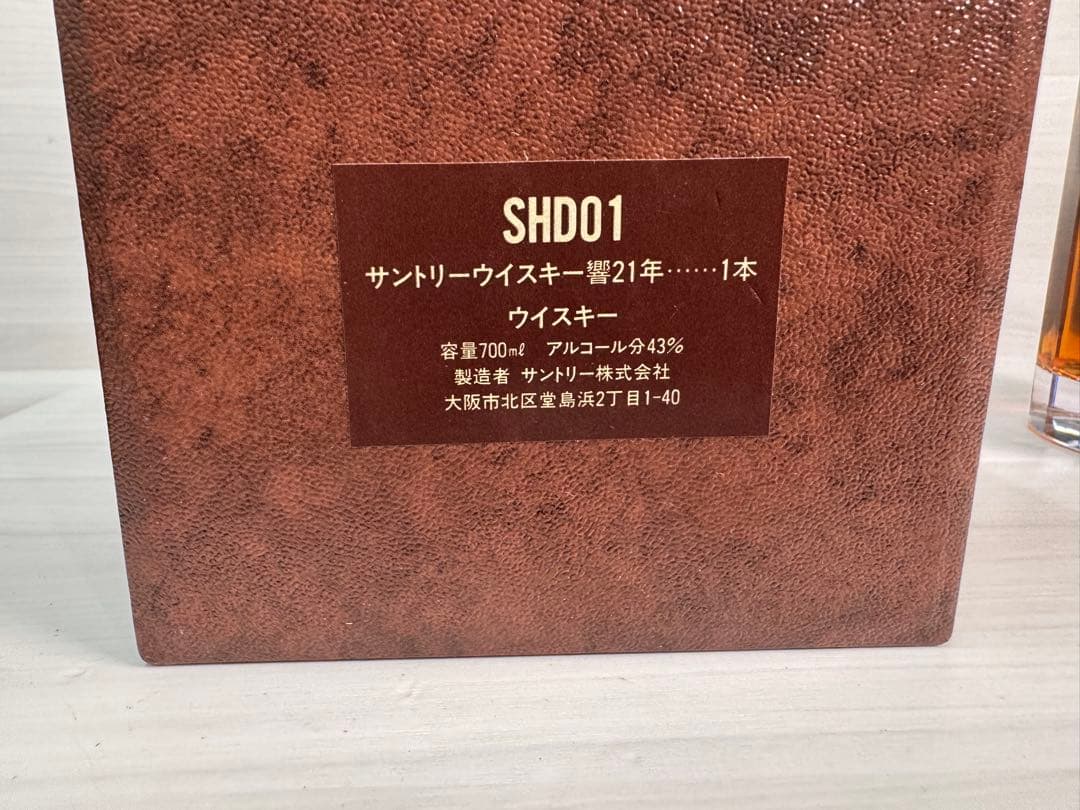 SHD01
サントリーウイスキー響21年……1本
ウイスキー
容量700㎖ アルコール分43%
製造者 サントリー株式会社
大阪市北区堂島浜2丁目1-40